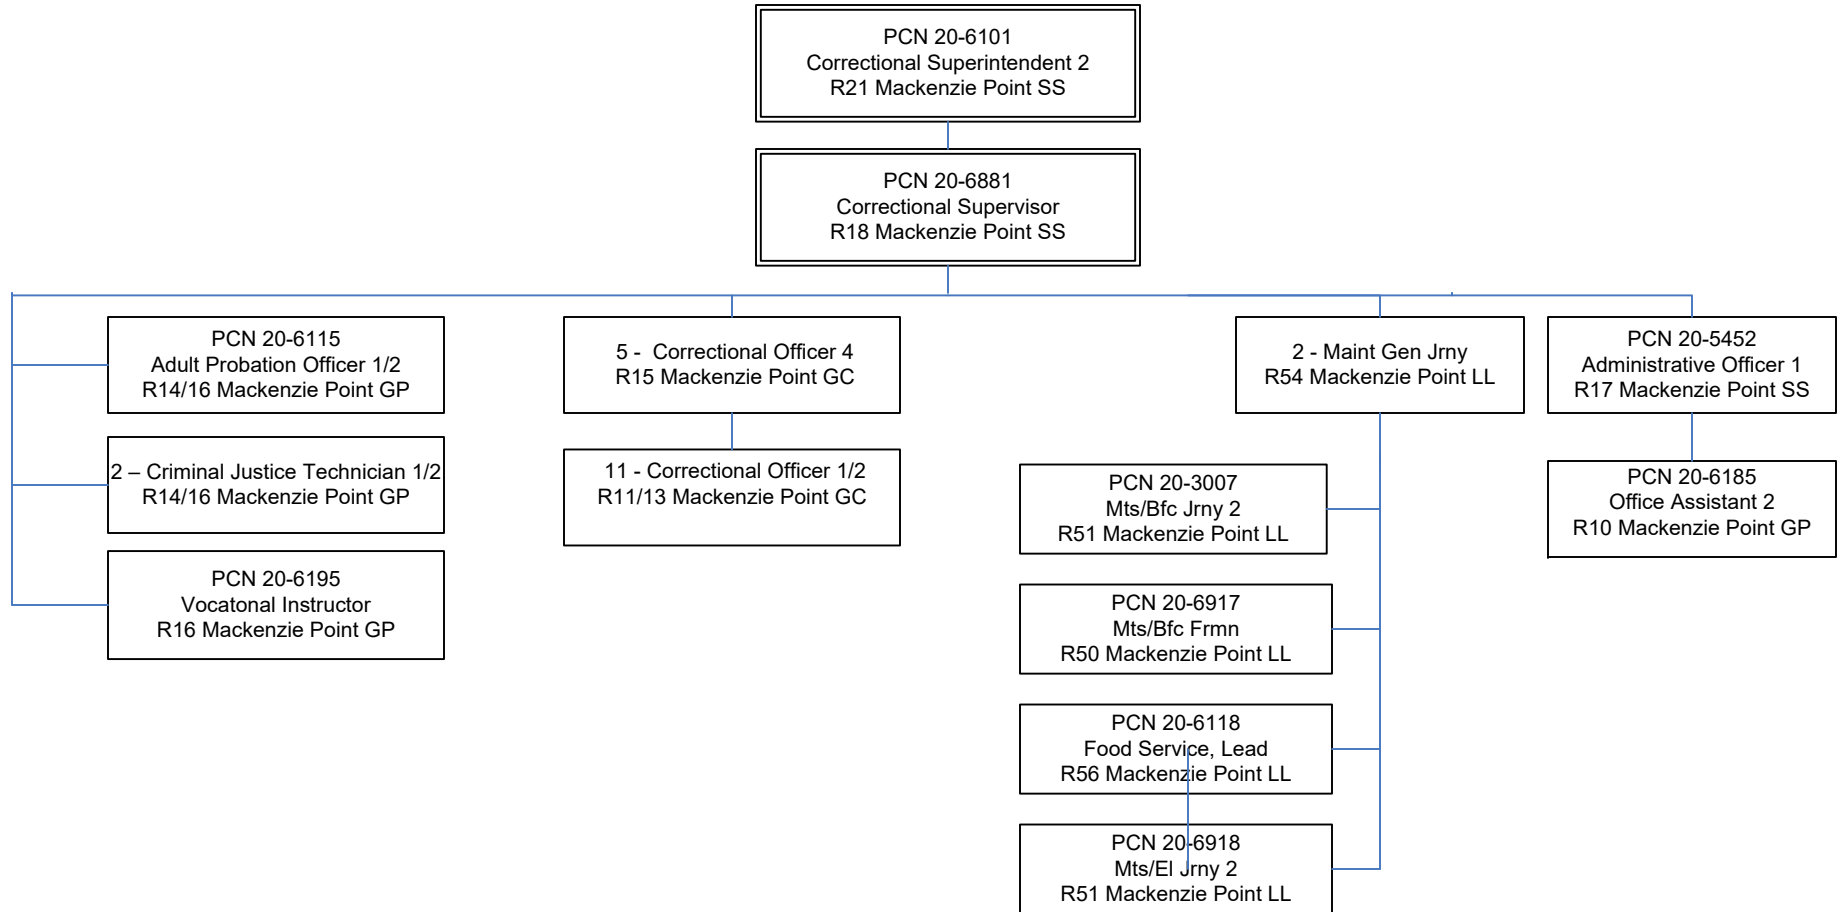 PCN 20-6101
Correctional Superintendent 2
R21 Mackenzie Point SS
PCN 20-6881
Correctional Supervisor
R18 Mackenzie Point SS
PCN 20-6115
Adult Probation Officer 1/2
R14/16 Mackenzie Point GP
2 – Criminal Justice Technician 1/2
R14/16 Mackenzie Point GP
PCN 20-6195
Vocatonal Instructor
R16 Mackenzie Point GP
5 - Correctional Officer 4
R15 Mackenzie Point GC
11 - Correctional Officer 1/2
R11/13 Mackenzie Point GC
2 - Maint Gen Jrny
R54 Mackenzie Point LL
PCN 20-3007
Mts/Bfc Jrny 2
R51 Mackenzie Point LL
PCN 20-6917
Mts/Bfc Frmn
R50 Mackenzie Point LL
PCN 20-6118
Food Service, Lead
R56 Mackenzie Point LL
PCN 20-6918
Mts/El Jrny 2
R51 Mackenzie Point LL
PCN 20-5452
Administrative Officer 1
R17 Mackenzie Point SS
PCN 20-6185
Office Assistant 2
R10 Mackenzie Point GP